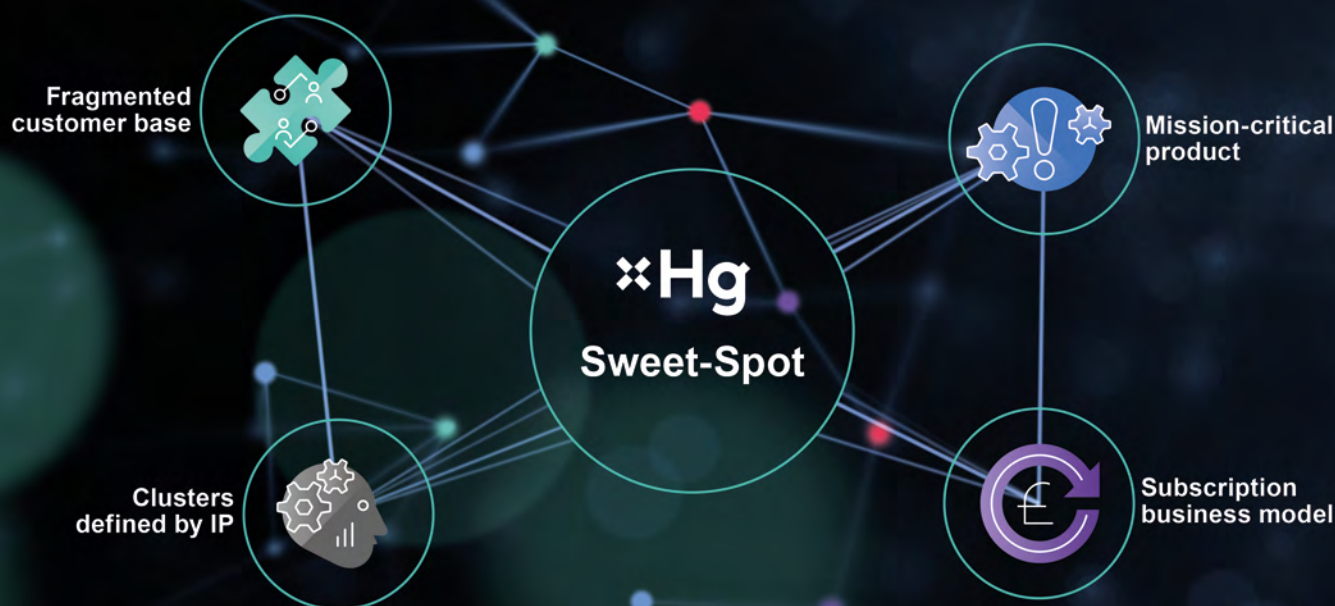 Fragmented
customer base
Mission-critical
product
Hg
Sweet-Spot
Clusters
defined by IP
£
Subscription
business model